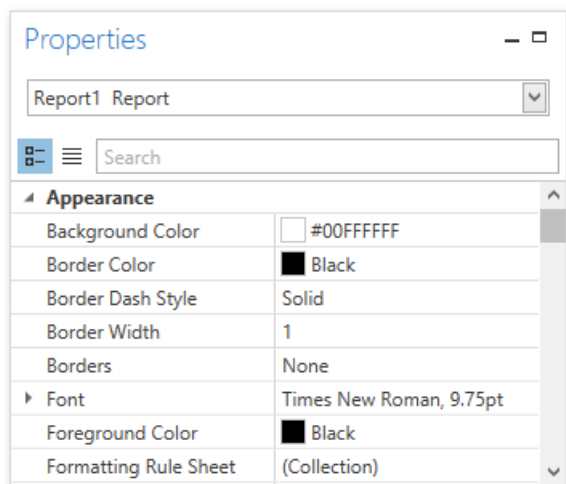 Properties
Report1 Report
Search
Appearance
Background Color #00FFFFFF
Border Color Black
Border Dash Style Solid
Border Width 1
Borders None
Font Times New Roman, 9.75pt
Foreground Color Black
Formatting Rule Sheet (Collection)